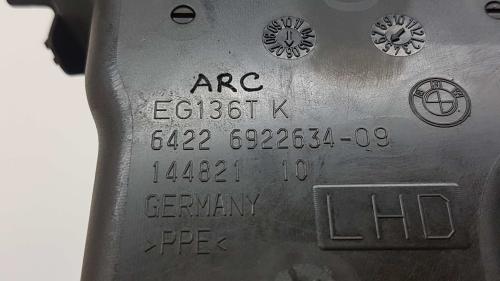 ARC
EG136T K
6422 6922634-09
144821 10
GERMANY
LHD
>PPE<